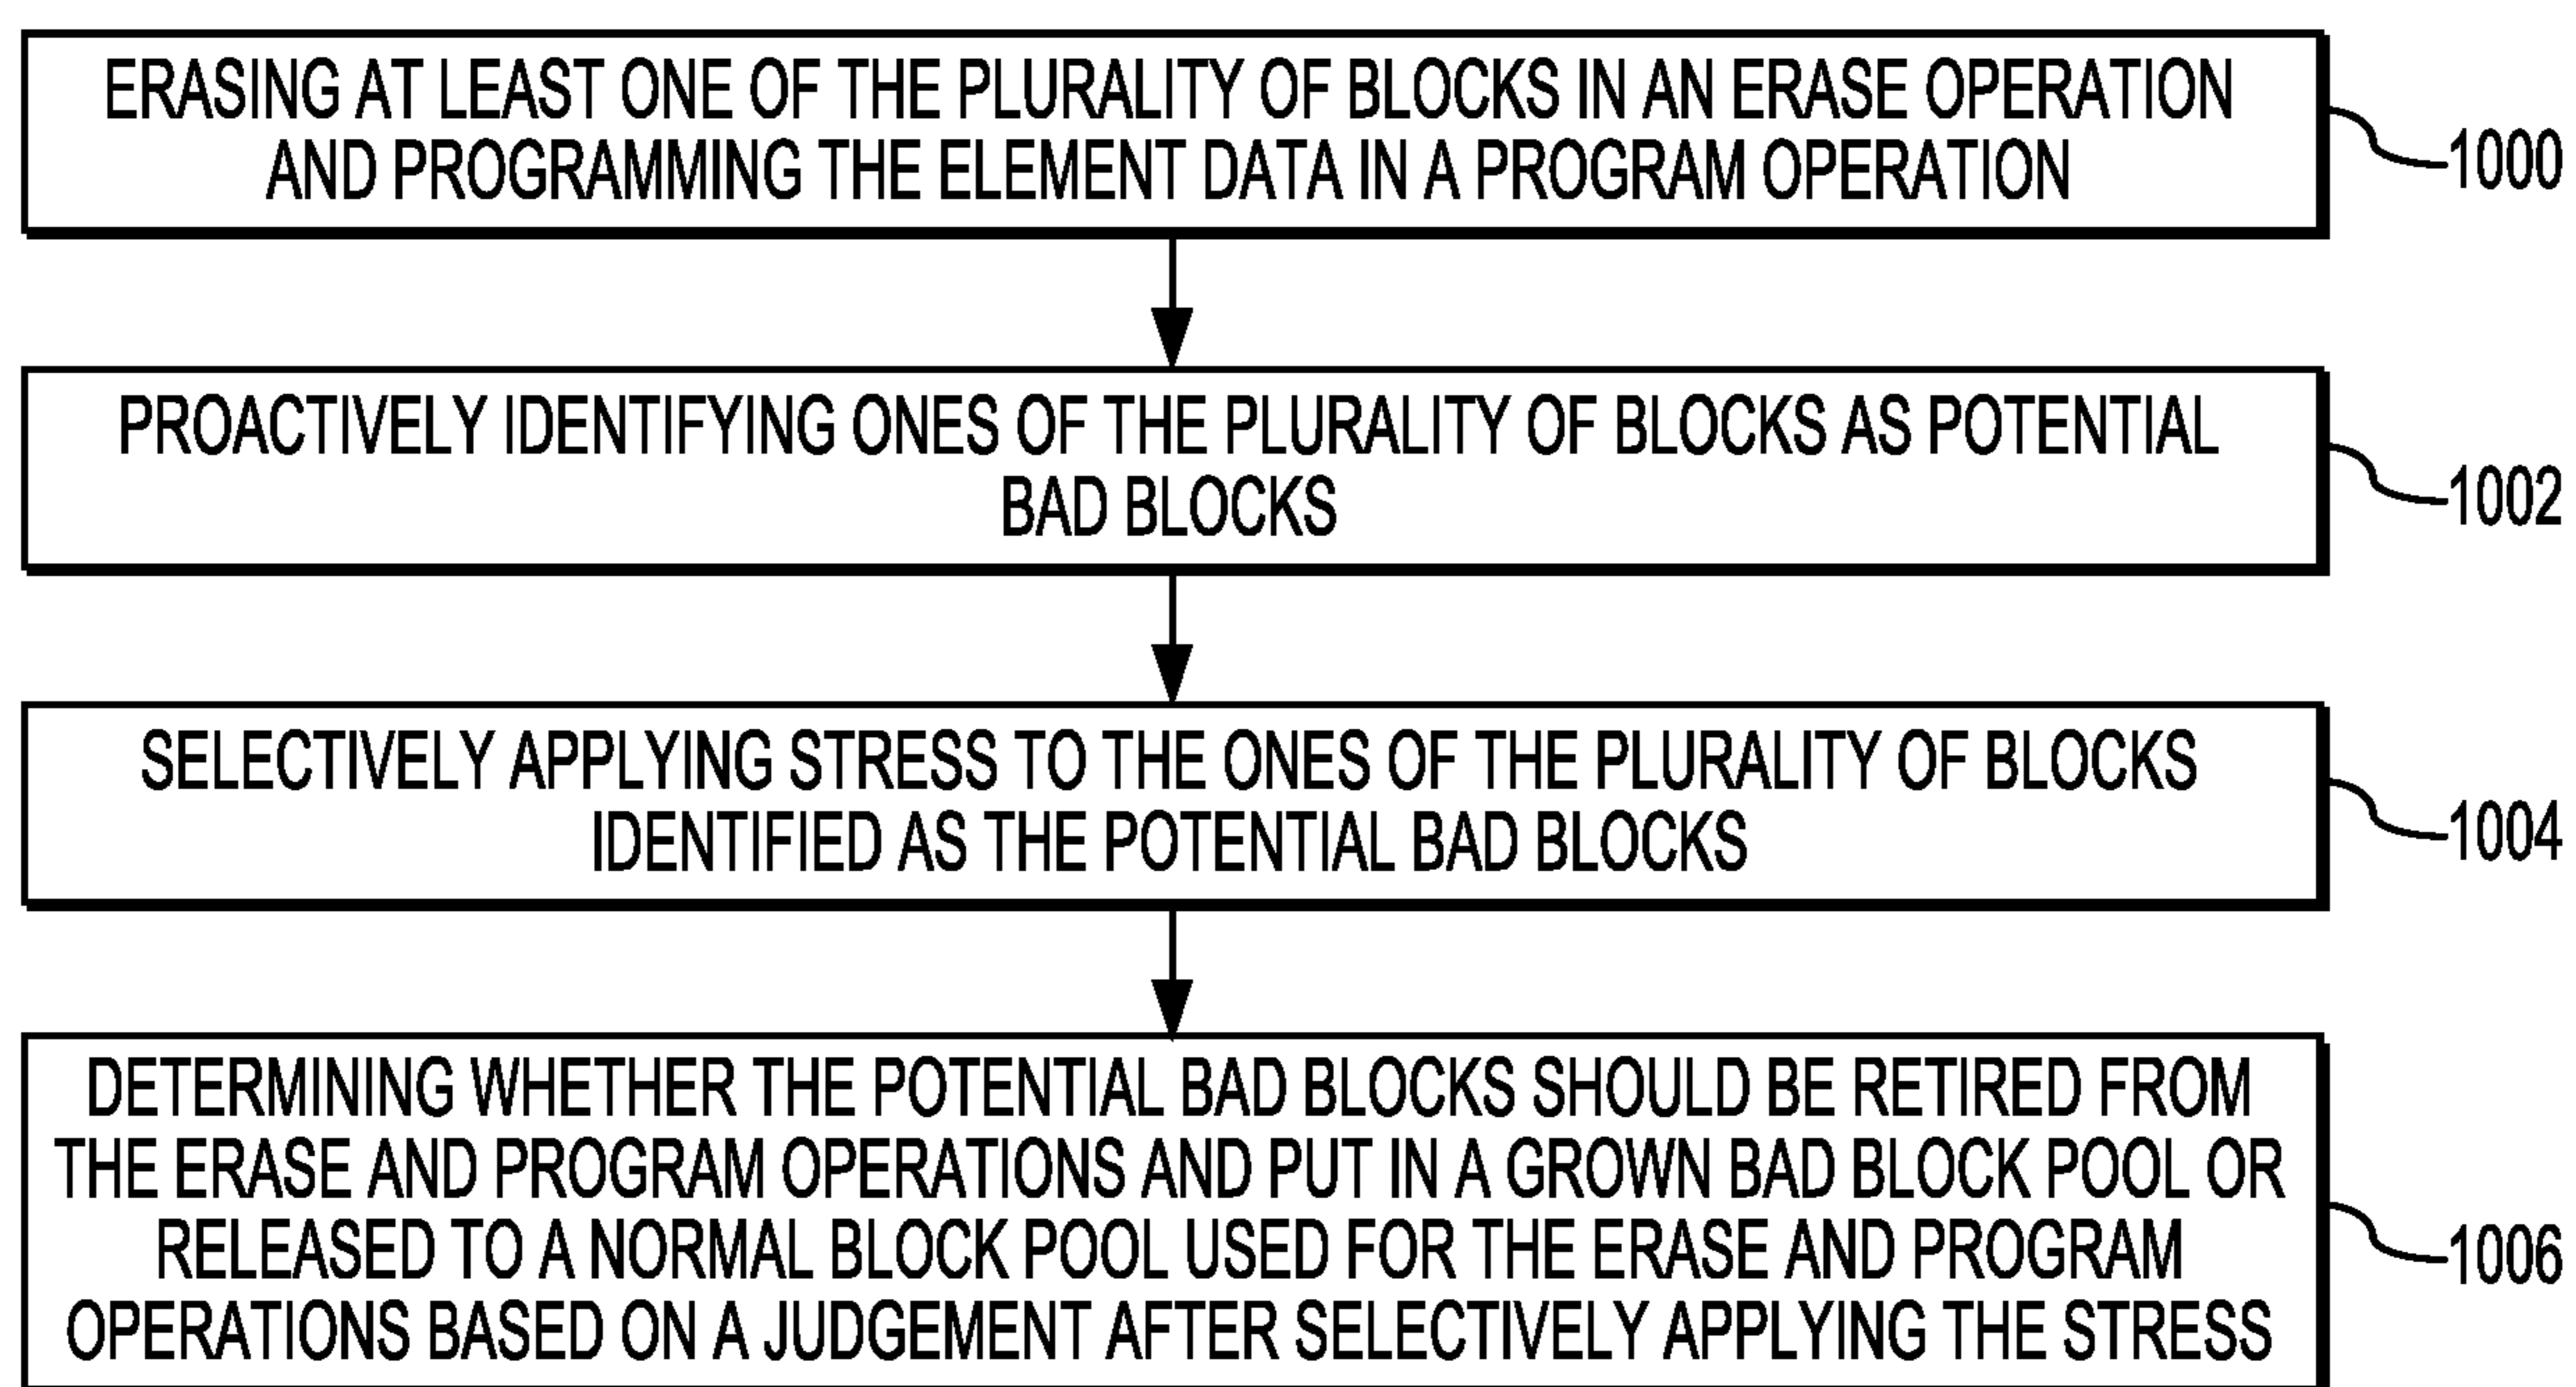 ERASING AT LEAST ONE OF THE PLURALITY OF BLOCKS IN AN ERASE OPERATION
AND PROGRAMMING THE ELEMENT DATA IN A PROGRAM OPERATION
1000
PROACTIVELY IDENTIFYING ONES OF THE PLURALITY OF BLOCKS AS POTENTIAL
BAD BLOCKS
1002
SELECTIVELY APPLYING STRESS TO THE ONES OF THE PLURALITY OF BLOCKS
IDENTIFIED AS THE POTENTIAL BAD BLOCKS
1004
DETERMINING WHETHER THE POTENTIAL BAD BLOCKS SHOULD BE RETIRED FROM
THE ERASE AND PROGRAM OPERATIONS AND PUT IN A GROWN BAD BLOCK POOL OR
RELEASED TO A NORMAL BLOCK POOL USED FOR THE ERASE AND PROGRAM
OPERATIONS BASED ON A JUDGEMENT AFTER SELECTIVELY APPLYING THE STRESS
1006